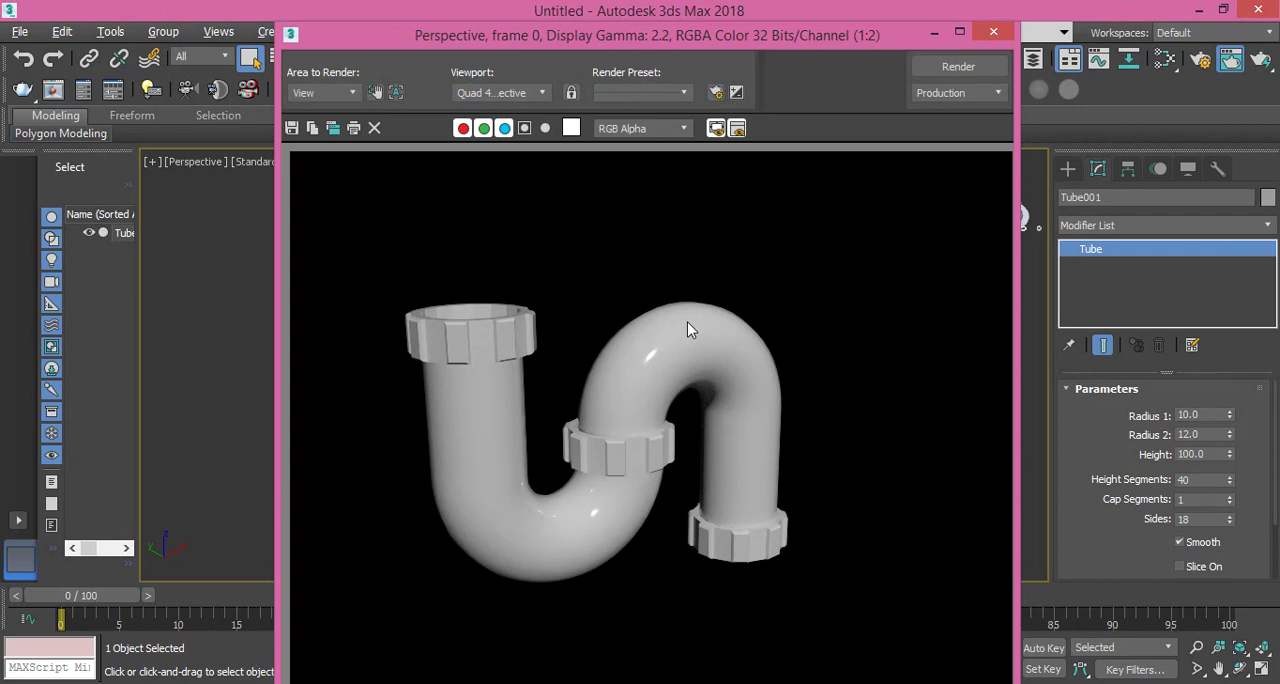 Untitled - Autodesk 3ds Max 2018
File Edit Tools Group Views Cre
Workspaces: Default
Perspective, frame 0, Display Gamma: 2.2, RGBA Color 32 Bits/Channel (1:2)
All
Area to Render: Viewport: Render Preset: Render
View Quad 4...ective Production
Modeling Freeform Selection
RGB Alpha
Polygon Modeling
Select
[+] [Perspective ] [Standar
Name (Sorted A
Tube
Tube001
Modifier List
Tube
Parameters
Radius 1: 10.0
Radius 2: 12.0
Height: 100.0
Height Segments: 40
Cap Segments: 1
Sides: 18
Smooth
Slice On
z
y
0 / 100
0 5 10 15 85 90 95 100
1 Object Selected
Auto Key Selected
MAXScript Mi
Click or click-and-drag to select object
Set Key Key Filters...